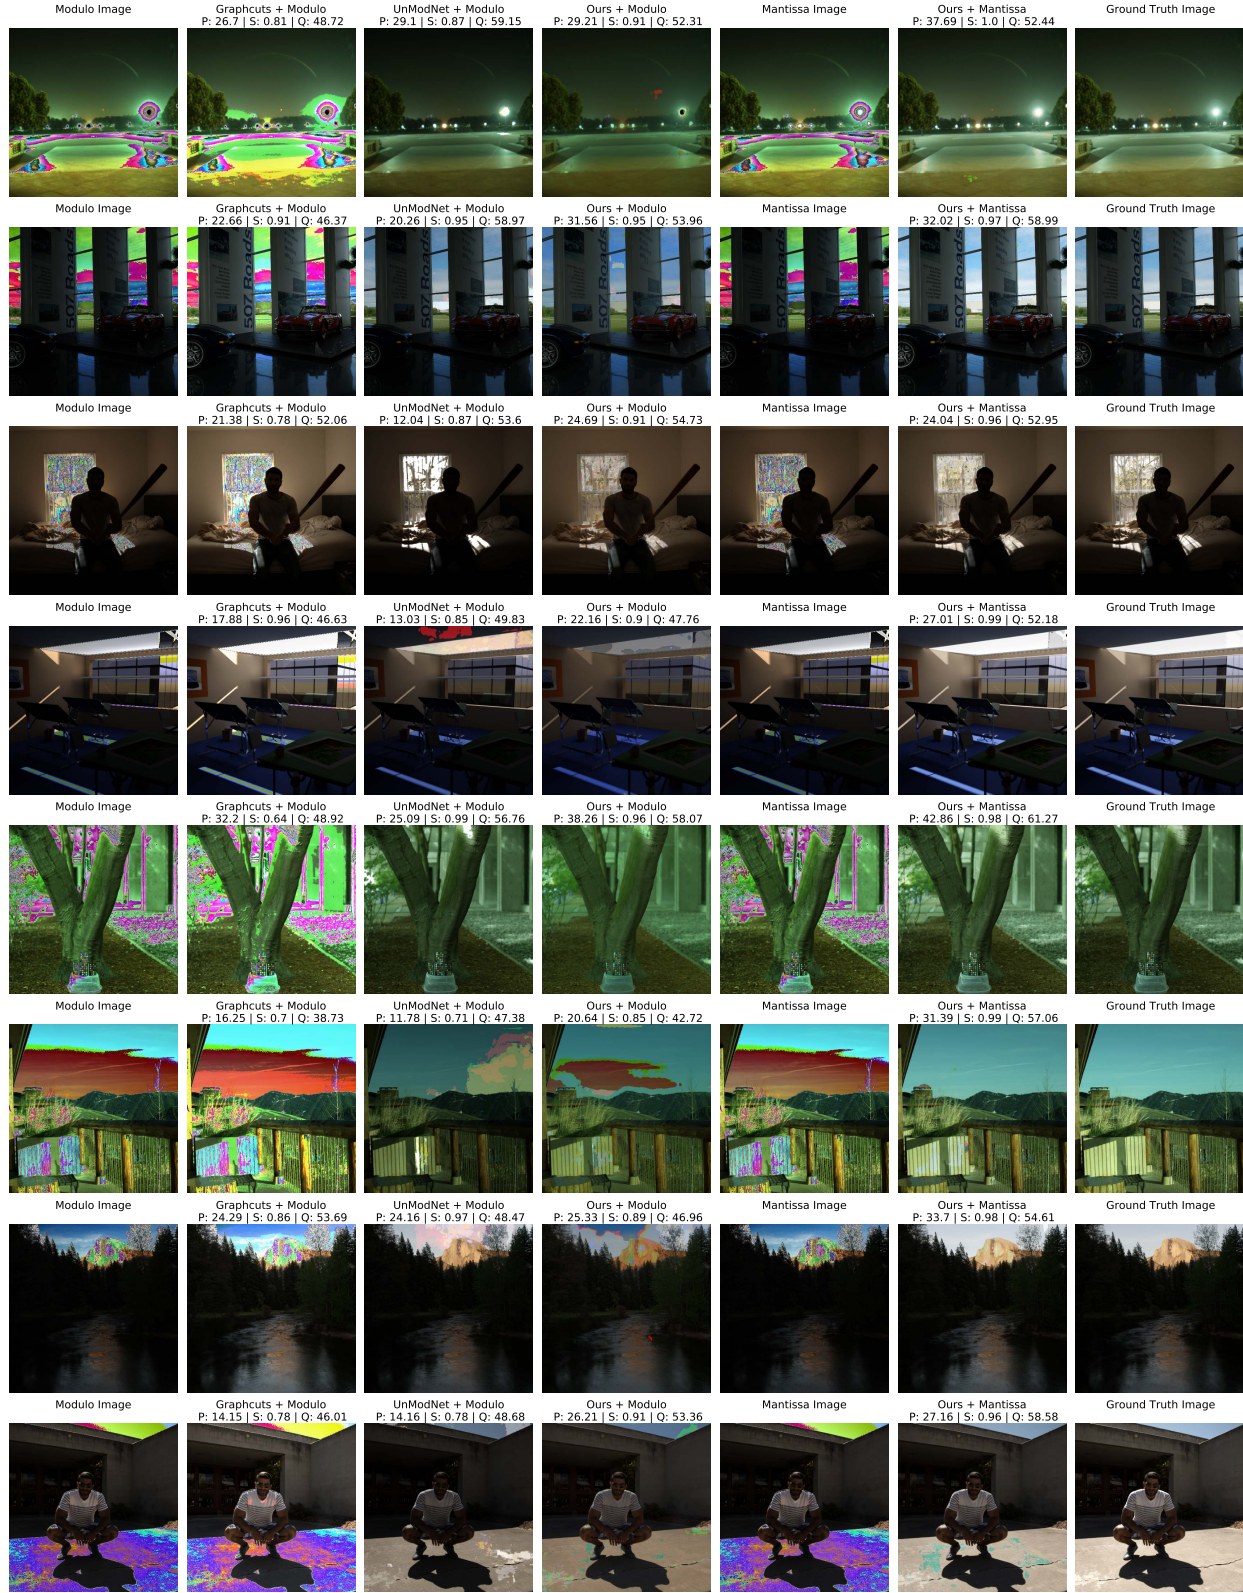 Modulo Image
Graphcuts + Modulo
P: 26.7 | S: 0.81 | Q: 48.72
UnModNet + Modulo
P: 29.1 | S: 0.87 | Q: 59.15
Ours + Modulo
P: 29.21 | S: 0.91 | Q: 52.31
Mantissa Image
Ours + Mantissa
P: 37.69 | S: 1.0 | Q: 52.44
Ground Truth Image
Modulo Image
Graphcuts + Modulo
P: 22.66 | S: 0.91 | Q: 46.37
UnModNet + Modulo
P: 20.26 | S: 0.95 | Q: 58.97
Ours + Modulo
P: 31.56 | S: 0.95 | Q: 53.96
Mantissa Image
Ours + Mantissa
P: 32.02 | S: 0.97 | Q: 58.99
Ground Truth Image
507 Roads
507 Roads
507 Roads
507 Roads
507 Roads
507 Roads
507 Roads
Modulo Image
Graphcuts + Modulo
P: 21.38 | S: 0.78 | Q: 52.06
UnModNet + Modulo
P: 12.04 | S: 0.87 | Q: 53.6
Ours + Modulo
P: 24.69 | S: 0.91 | Q: 54.73
Mantissa Image
Ours + Mantissa
P: 24.04 | S: 0.96 | Q: 52.95
Ground Truth Image
Modulo Image
Graphcuts + Modulo
P: 17.88 | S: 0.96 | Q: 46.63
UnModNet + Modulo
P: 13.03 | S: 0.85 | Q: 49.83
Ours + Modulo
P: 22.16 | S: 0.9 | Q: 47.76
Mantissa Image
Ours + Mantissa
P: 27.01 | S: 0.99 | Q: 52.18
Ground Truth Image
Modulo Image
Graphcuts + Modulo
P: 32.2 | S: 0.64 | Q: 48.92
UnModNet + Modulo
P: 25.09 | S: 0.99 | Q: 56.76
Ours + Modulo
P: 38.26 | S: 0.96 | Q: 58.07
Mantissa Image
Ours + Mantissa
P: 42.86 | S: 0.98 | Q: 61.27
Ground Truth Image
Modulo Image
Graphcuts + Modulo
P: 16.25 | S: 0.7 | Q: 38.73
UnModNet + Modulo
P: 11.78 | S: 0.71 | Q: 47.38
Ours + Modulo
P: 20.64 | S: 0.85 | Q: 42.72
Mantissa Image
Ours + Mantissa
P: 31.39 | S: 0.99 | Q: 57.06
Ground Truth Image
Modulo Image
Graphcuts + Modulo
P: 24.29 | S: 0.86 | Q: 53.69
UnModNet + Modulo
P: 24.16 | S: 0.97 | Q: 48.47
Ours + Modulo
P: 25.33 | S: 0.89 | Q: 46.96
Mantissa Image
Ours + Mantissa
P: 33.7 | S: 0.98 | Q: 54.61
Ground Truth Image
Modulo Image
Graphcuts + Modulo
P: 14.15 | S: 0.78 | Q: 46.01
UnModNet + Modulo
P: 14.16 | S: 0.78 | Q: 48.68
Ours + Modulo
P: 26.21 | S: 0.91 | Q: 53.36
Mantissa Image
Ours + Mantissa
P: 27.16 | S: 0.96 | Q: 58.58
Ground Truth Image